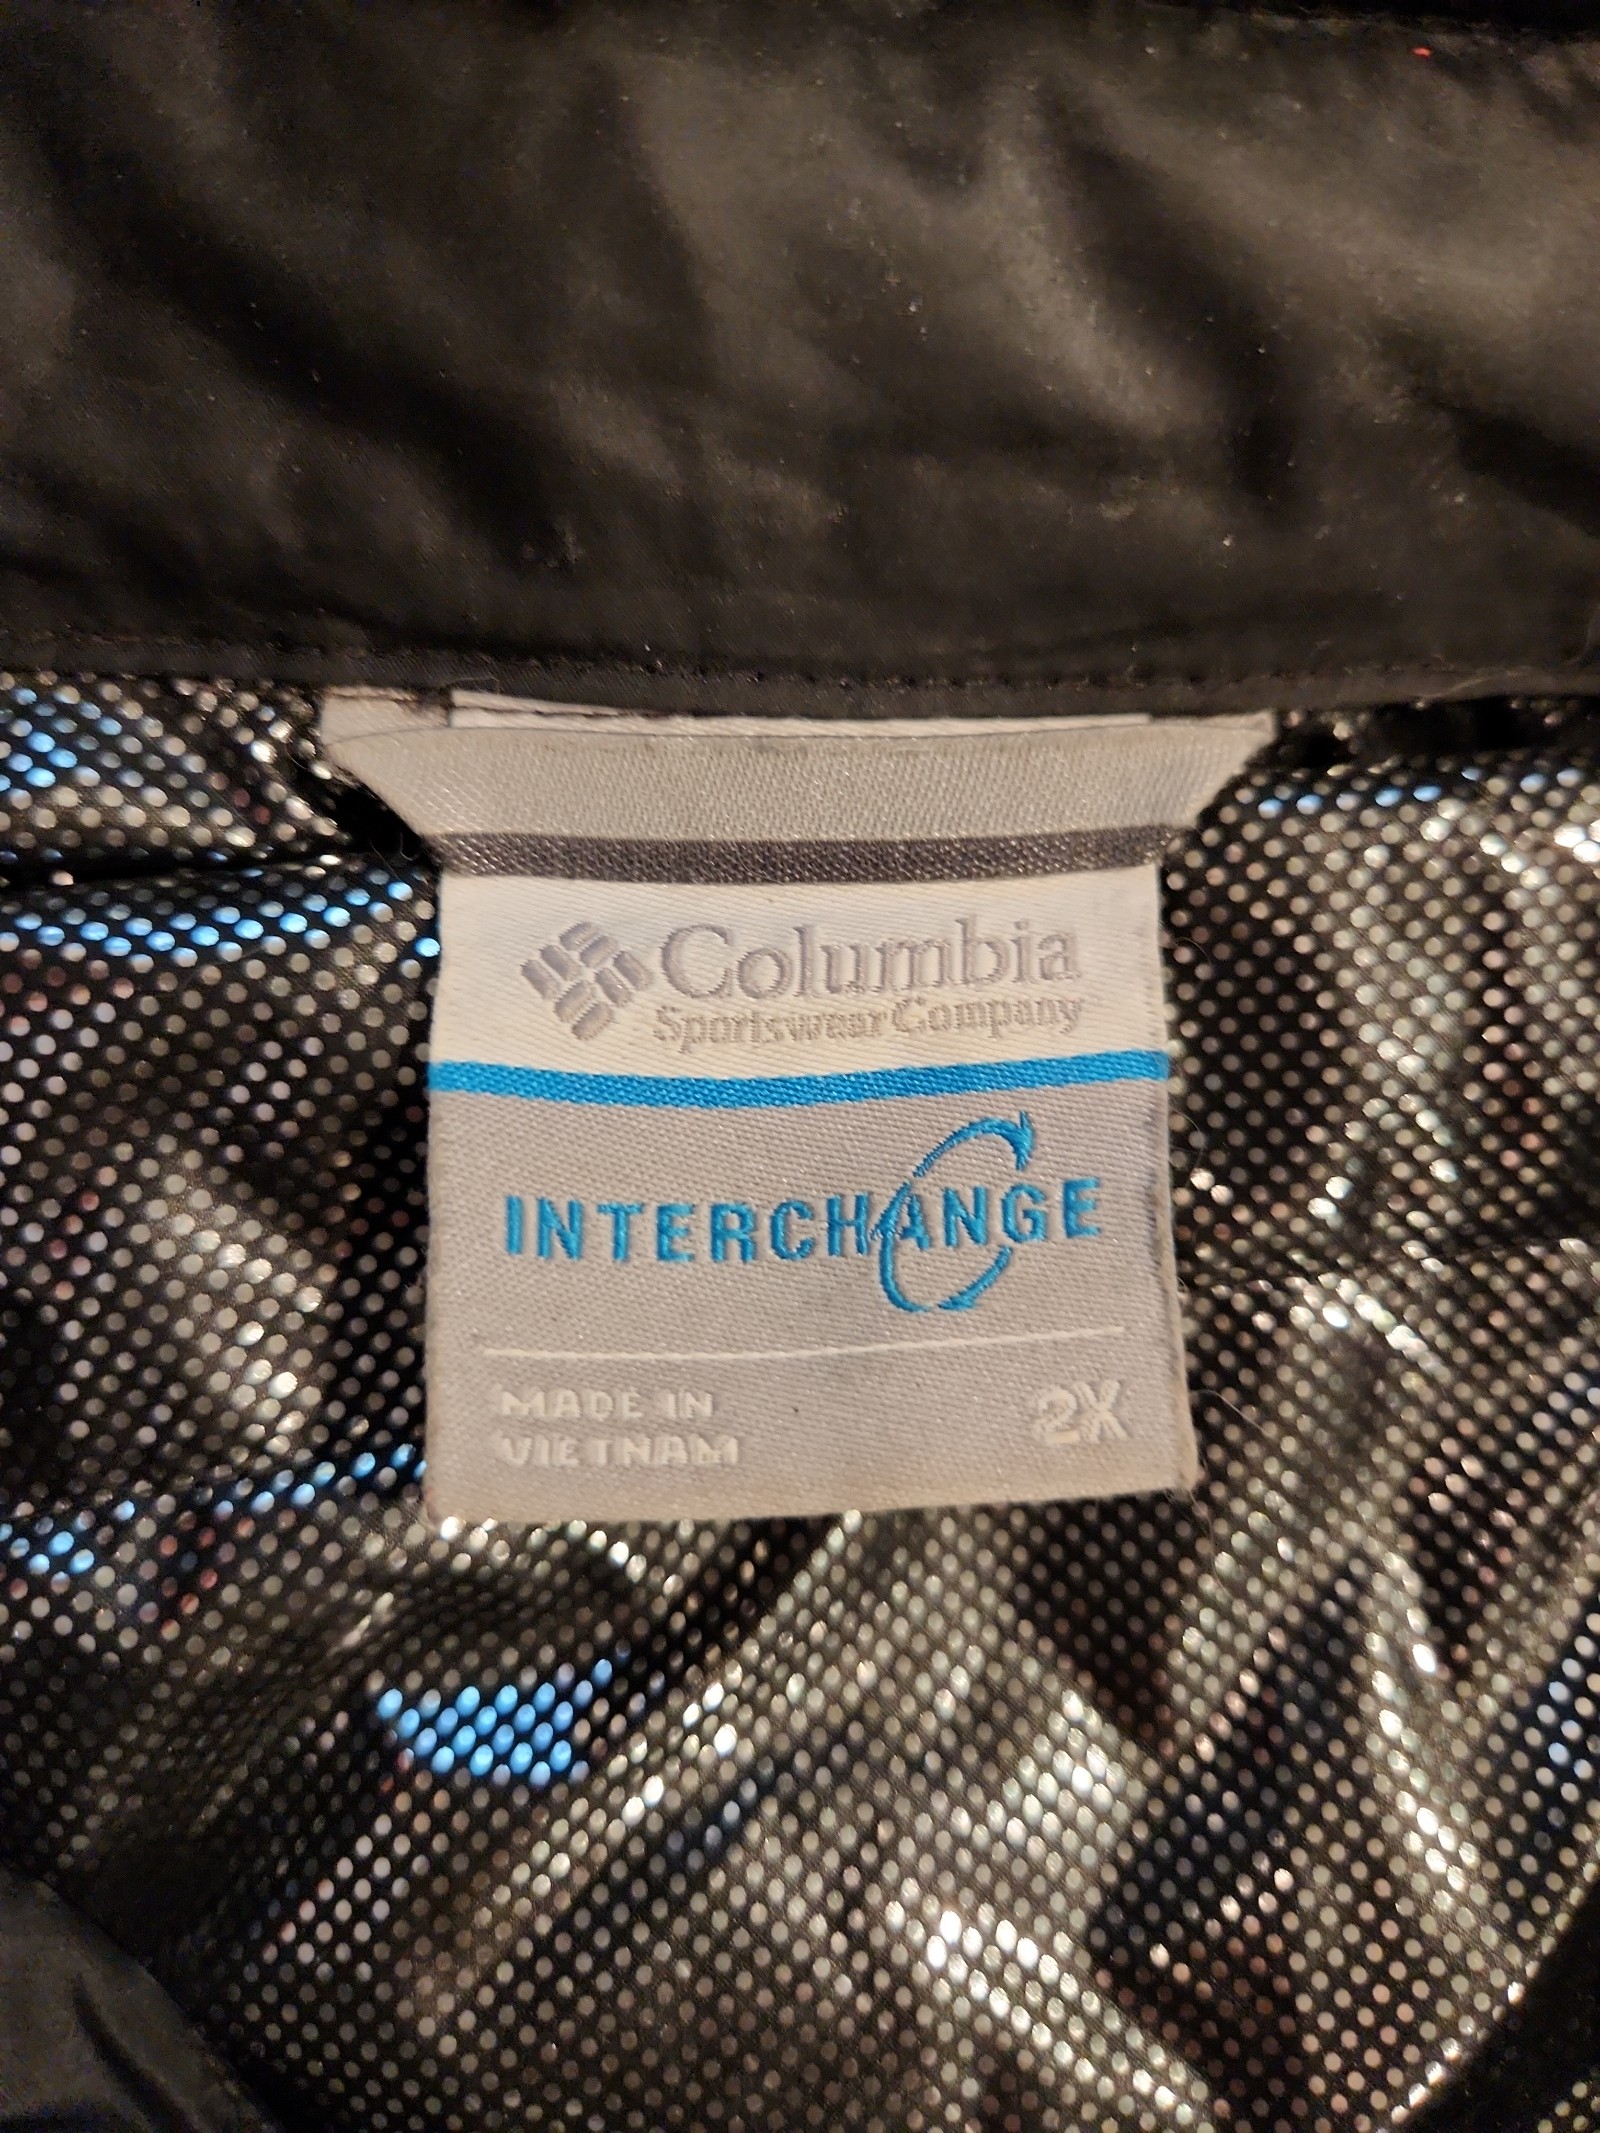 Columbia
Sportswear Company
INTERCHANGE
MADE IN
VIETNAM
2X